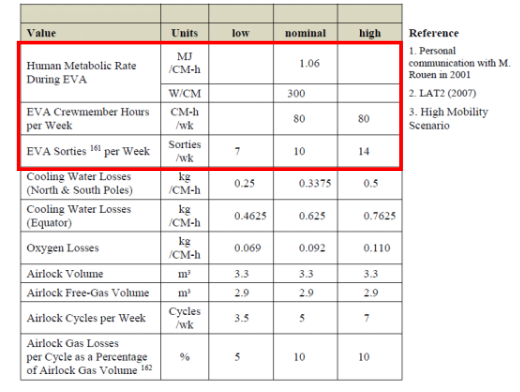 Value Units low nominal high Reference
Human Metabolic Rate
During EVA
MJ
/CM-h
1.06
W/CM 300
EVA Crewmember Hours
per Week
CM-h
/wk
80 80
EVA Sorties 161 per Week
Sorties
/wk
7 10 14
Cooling Water Losses
(North & South Poles)
kg
/CM-h
0.25 0.3375 0.5
Cooling Water Losses
(Equator)
kg
/CM-h
0.4625 0.625 0.7625
Oxygen Losses
kg
/CM-h
0.069 0.092 0.110
Airlock Volume m³ 3.3 3.3 3.3
Airlock Free-Gas Volume m³ 2.9 2.9 2.9
Airlock Cycles per Week
Cycles
/wk
3.5 5 7
Airlock Gas Losses
per Cycle as a Percentage
of Airlock Gas Volume 162
% 5 10 10
1. Personal
communication with M.
Rouen in 2001
2. LAT2 (2007)
3. High Mobility
Scenario